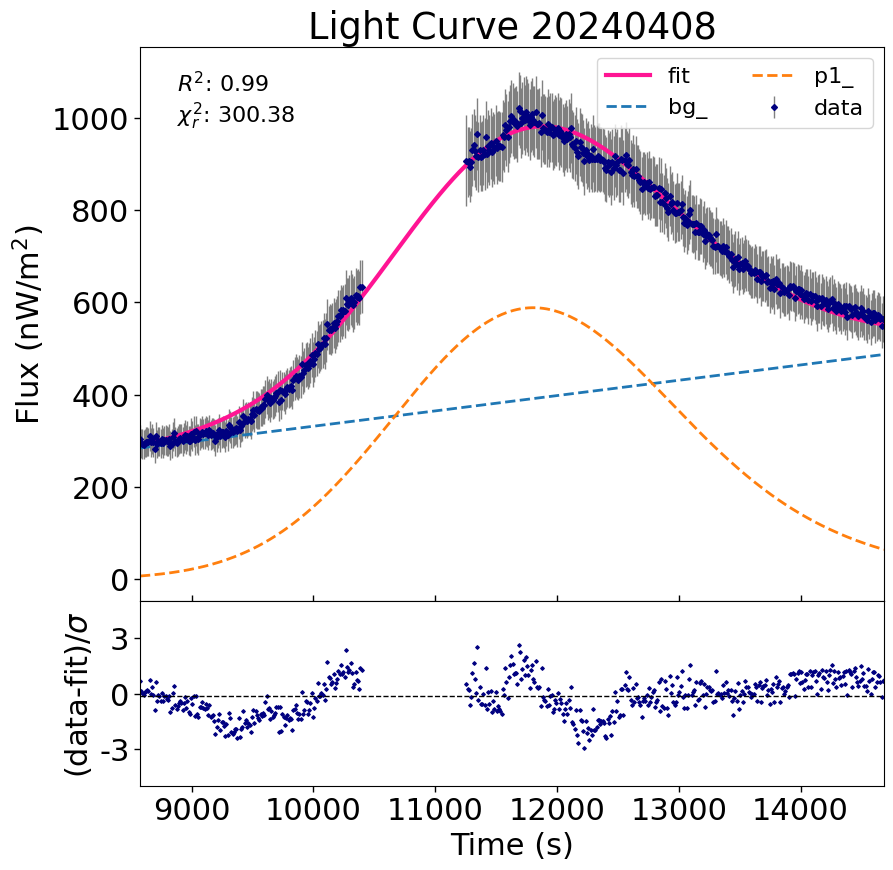 Light Curve 20240408
R²: 0.99
χ²ᵣ: 300.38
fit
bg_
p1_
data
Flux (nW/m²)
1000
800
600
400
200
0
(data-fit)/σ
3
0
-3
9000 10000 11000 12000 13000 14000
Time (s)